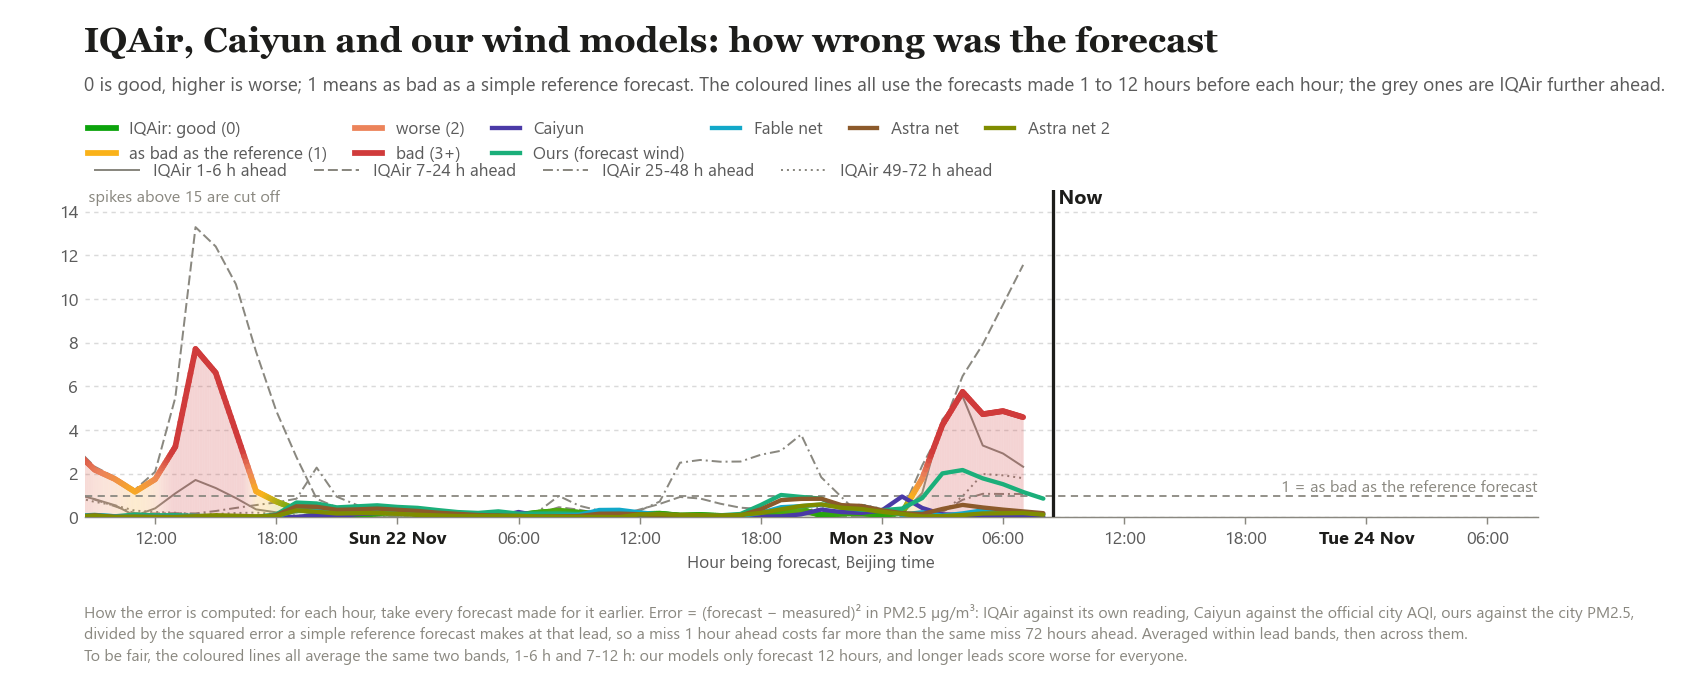 IQAir, Caiyun and our wind models: how wrong was the forecast
0 is good, higher is worse; 1 means as bad as a simple reference forecast. The coloured lines all use the forecasts made 1 to 12 hours before each hour; the grey ones are IQAir further ahead.
IQAir: good (0) worse (2) Caiyun Fable net Astra net Astra net 2
as bad as the reference (1) bad (3+) Ours (forecast wind)
IQAir 1-6 h ahead IQAir 7-24 h ahead IQAir 25-48 h ahead IQAir 49-72 h ahead
spikes above 15 are cut off
Now
14
12
10
8
6
4
2
1 = as bad as the reference forecast
0
12:00 18:00 Sun 22 Nov 06:00 12:00 18:00 Mon 23 Nov 06:00 12:00 18:00 Tue 24 Nov 06:00
Hour being forecast, Beijing time
How the error is computed: for each hour, take every forecast made for it earlier. Error = (forecast − measured)² in PM2.5 µg/m³: IQAir against its own reading, Caiyun against the official city AQI, ours against the city PM2.5,
divided by the squared error a simple reference forecast makes at that lead, so a miss 1 hour ahead costs far more than the same miss 72 hours ahead. Averaged within lead bands, then across them.
To be fair, the coloured lines all average the same two bands, 1-6 h and 7-12 h: our models only forecast 12 hours, and longer leads score worse for everyone.